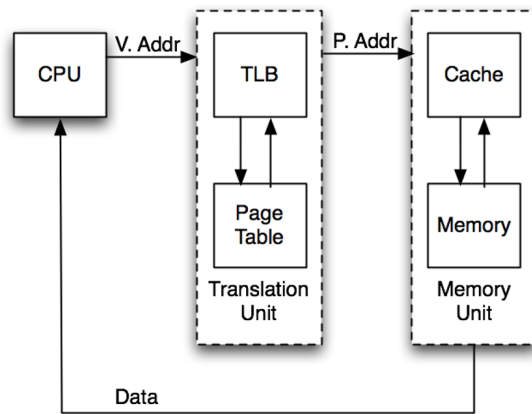 V. Addr
P. Addr
CPU
TLB
Cache
Page
Table
Memory
Translation
Unit
Memory
Unit
Data